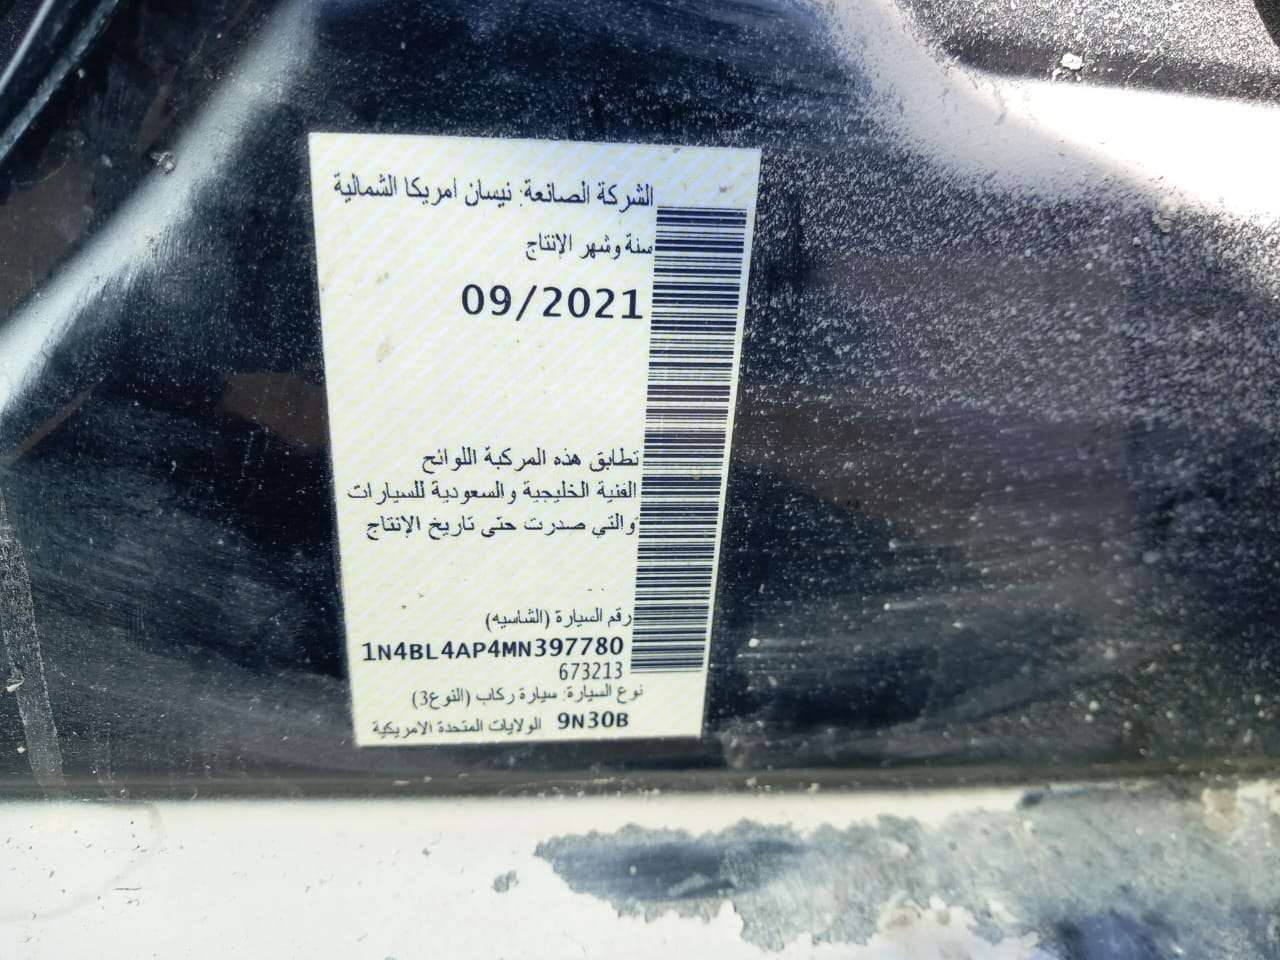 الشركة الصانعة: نيسان امريكا الشمالية
سنة وشهر الإنتاج
09/2021
تطابق هذه المركبة اللوائح
الفنية الخليجية والسعودية للسيارات
والتي صدرت حتى تاريخ الإنتاج
رقم السيارة (الشاسيه)
1N4BL4AP4MN397780
673213
نوع السيارة: سيارة ركاب (النوع3)
9N30B الولايات المتحدة الامريكية